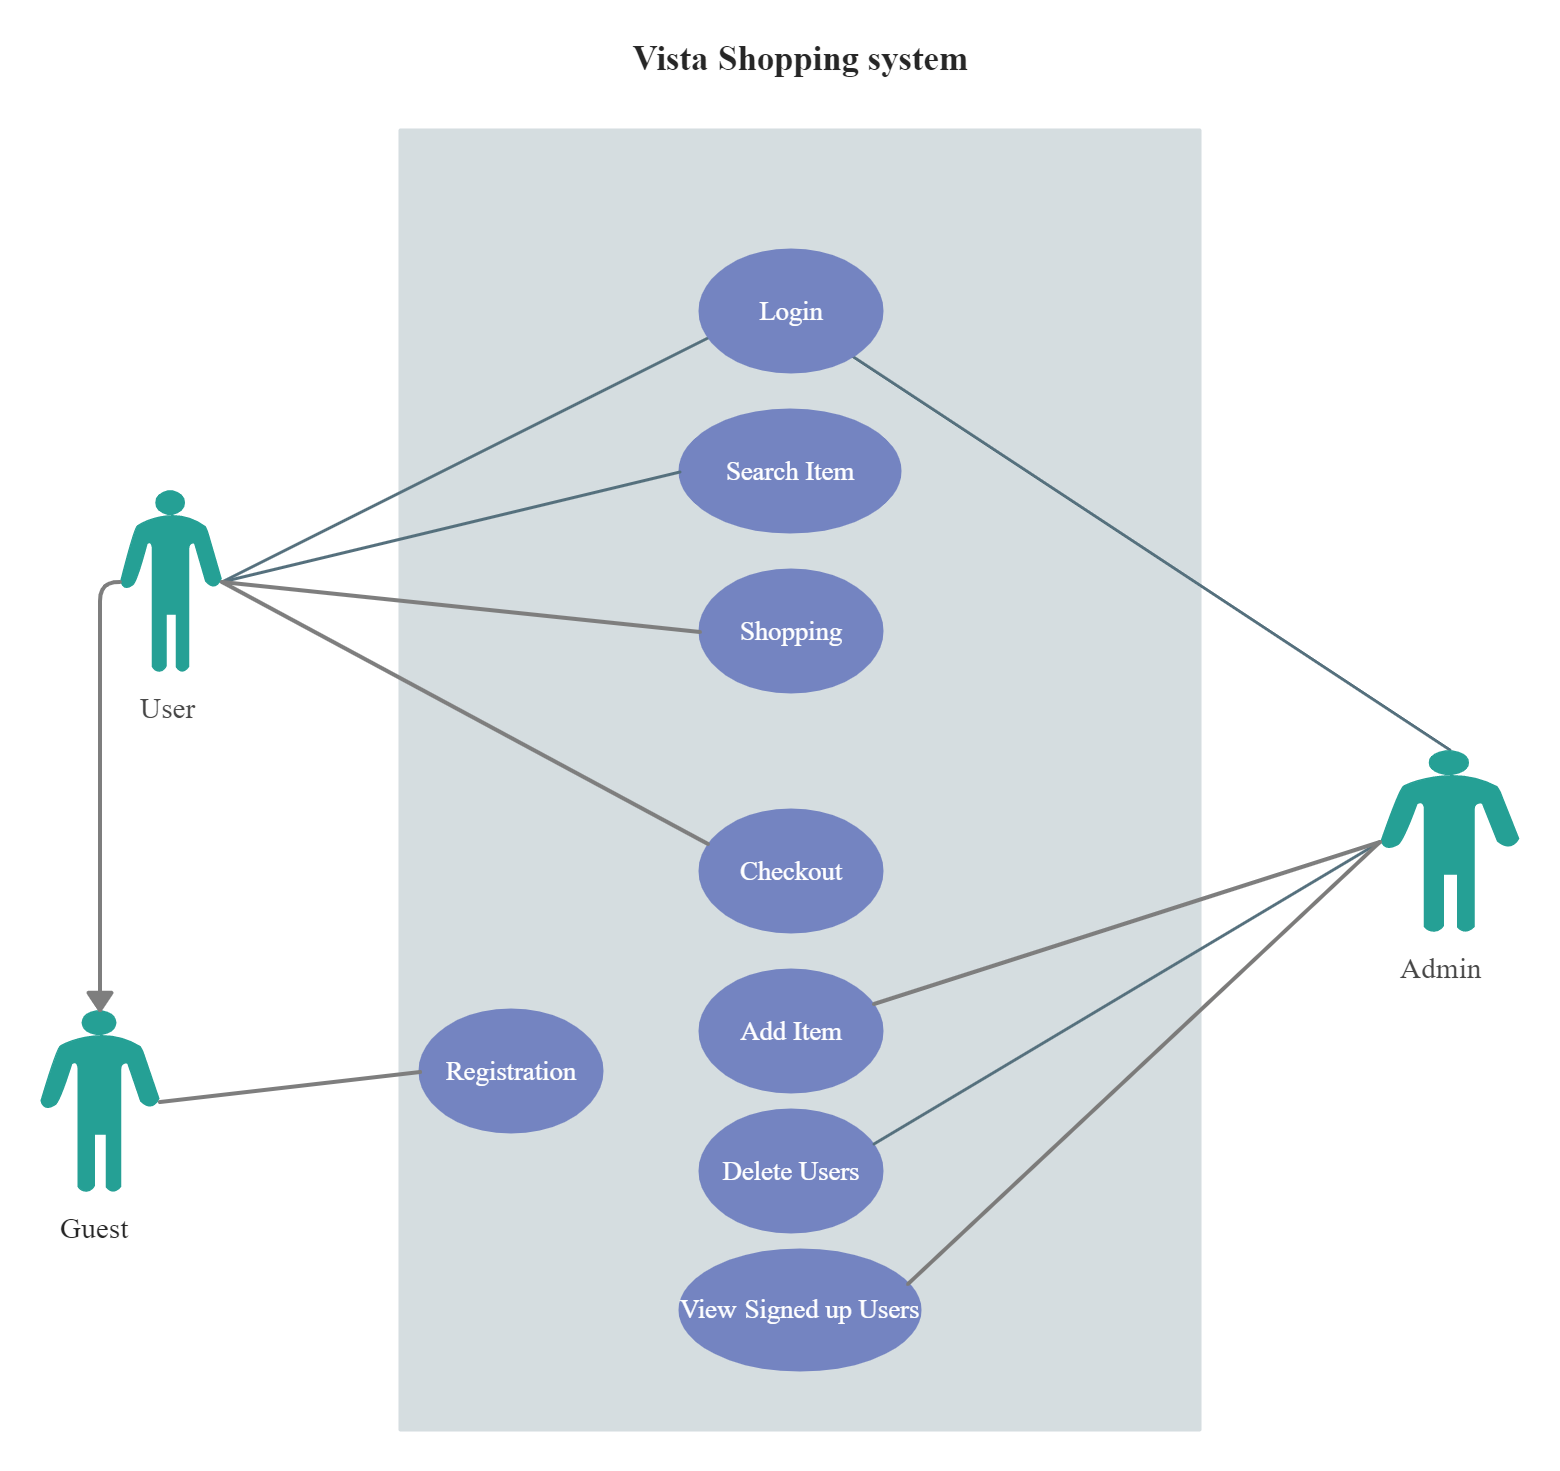 Vista Shopping system
Login
Search Item
Shopping
User
Checkout
Admin
Add Item
Registration
Delete Users
Guest
View Signed up Users